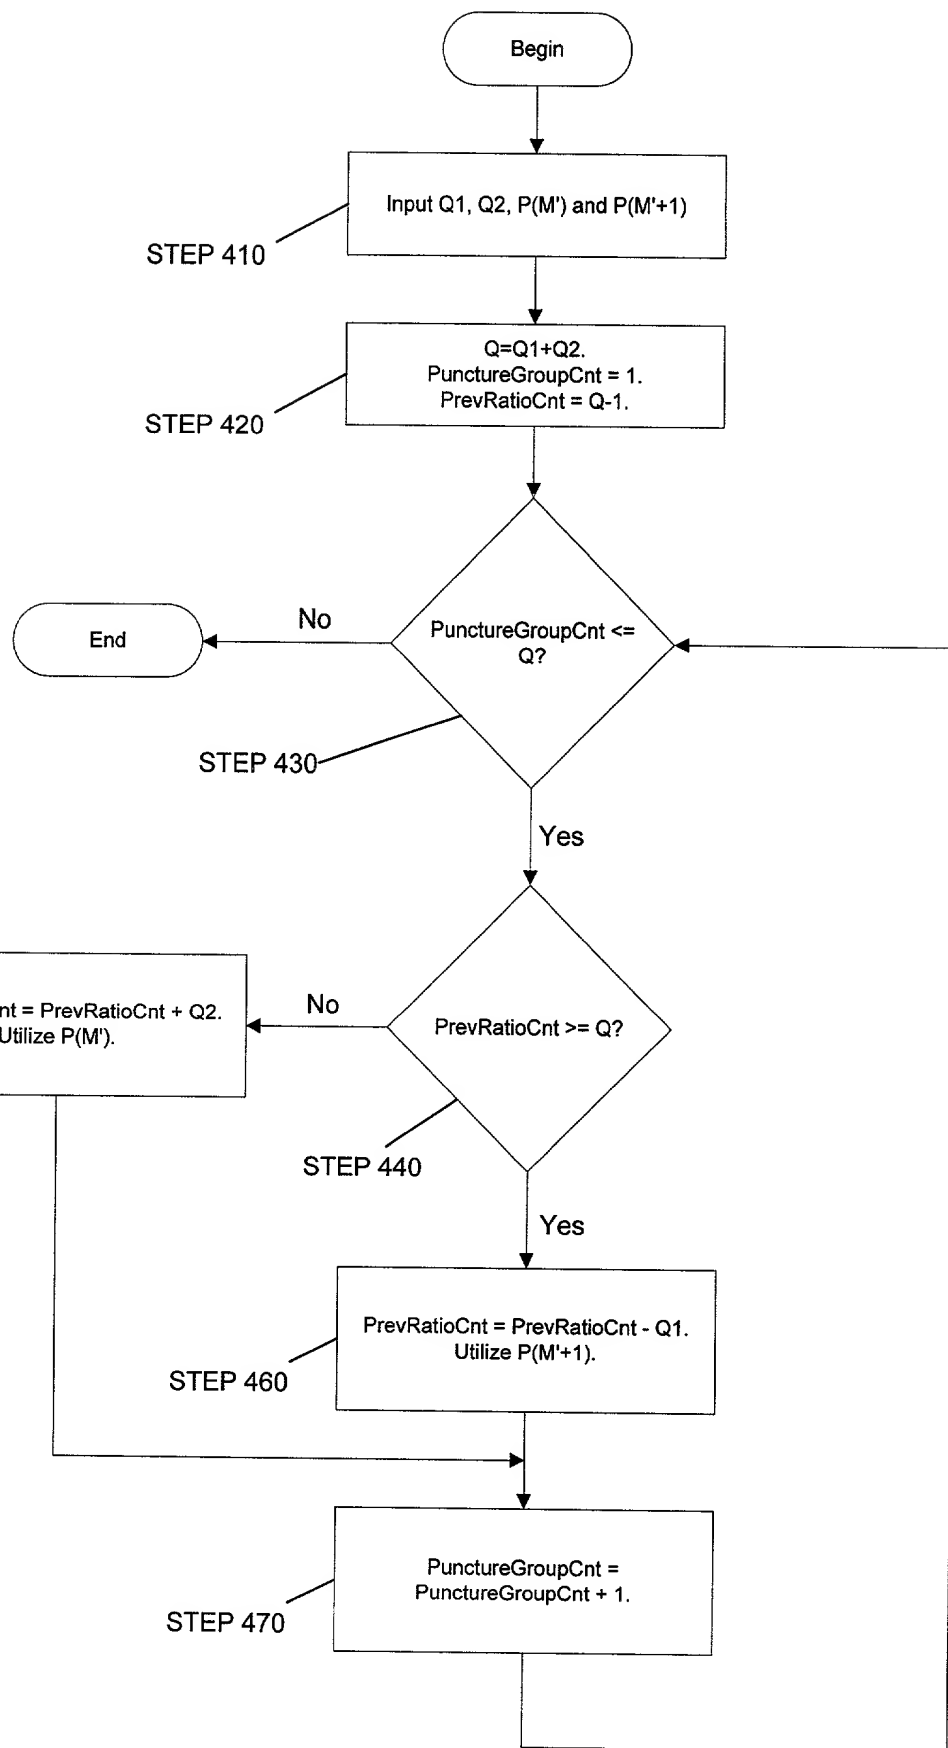 Begin
Input Q1, Q2, P(M') and P(M'+1)
STEP 410
Q=Q1+Q2.
PunctureGroupCnt = 1.
PrevRatioCnt = Q-1.
STEP 420
PunctureGroupCnt <=
Q?
No
End
STEP 430
Yes
PrevRatioCnt >= Q?
No
nt = PrevRatioCnt + Q2.
Utilize P(M').
STEP 440
Yes
PrevRatioCnt = PrevRatioCnt - Q1.
Utilize P(M'+1).
STEP 460
PunctureGroupCnt =
PunctureGroupCnt + 1.
STEP 470